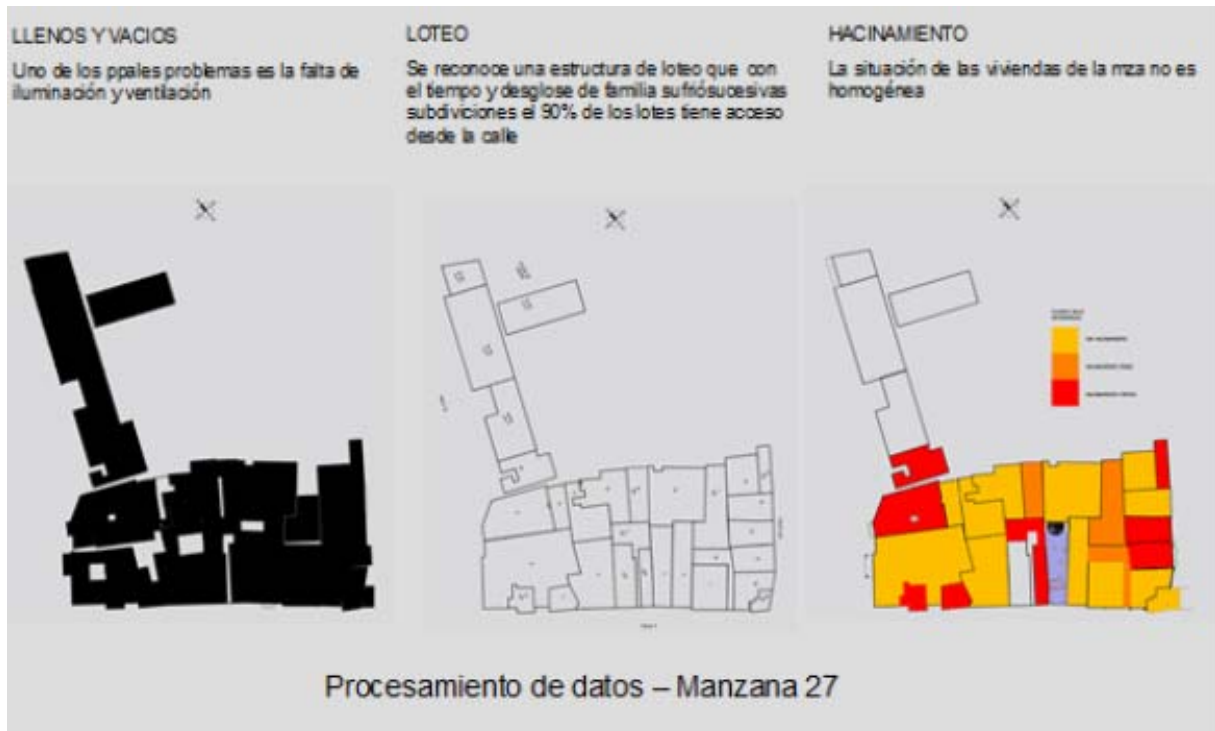 LLENOS Y VACIOS
Uno de los ppales problemas es la falta de
iluminación y ventilación
LOTEO
Se reconoce una estructura de loteo que con
el tiempo y desglose de familia sufriósucesivas
subdiviciones el 90% de los lotes tiene acceso
desde la calle
HACINAMIENTO
La situación de las viviendas de la mza no es
homogénea
Procesamiento de datos – Manzana 27